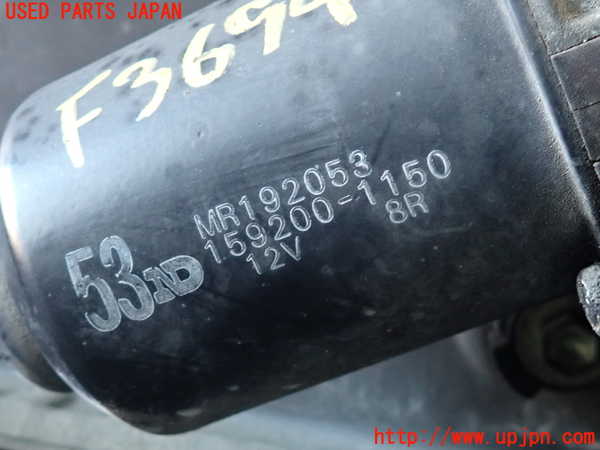 USED PARTS JAPAN
F3694
MR192053
159200-1150
12V 8R
53 ND
http://www.upjpn.com